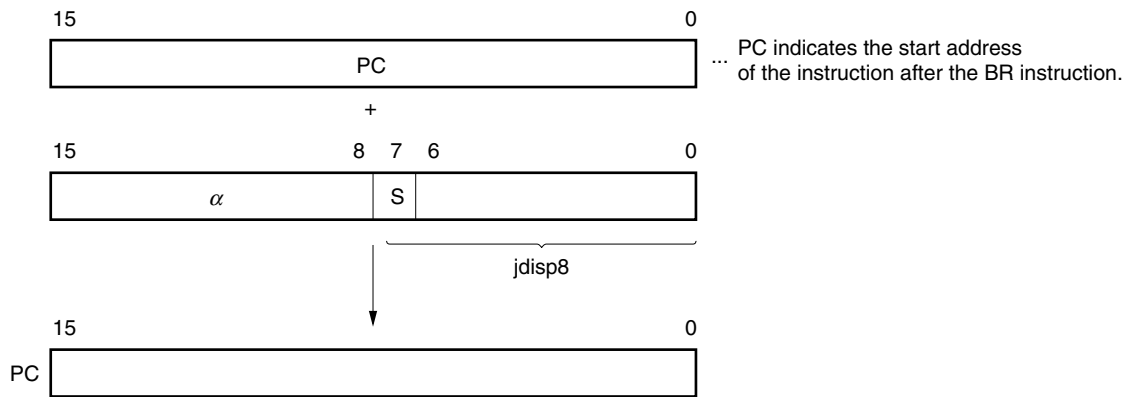 15 0
PC
... PC indicates the start address
of the instruction after the BR instruction.
+
15 8 7 6 0
α S
jdisp8
15 0
PC